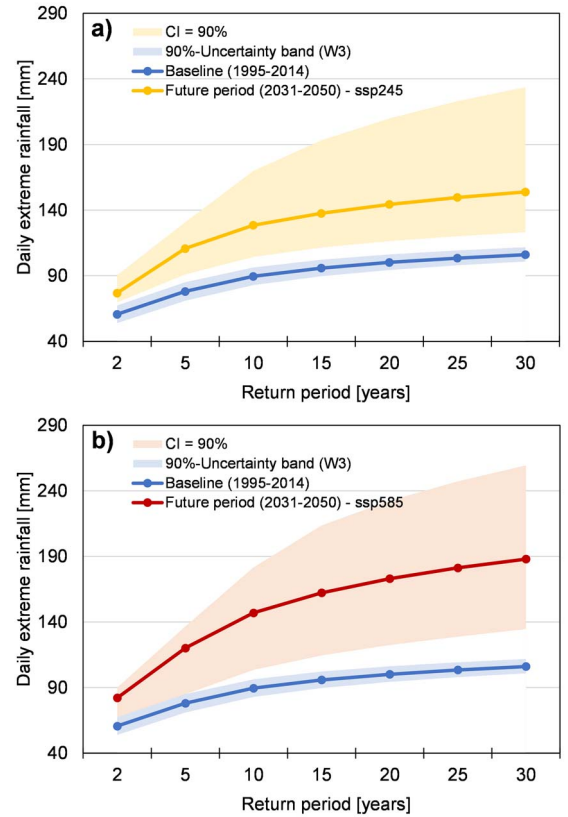 a)
CI = 90%
90%-Uncertainty band (W3)
Baseline (1995-2014)
Future period (2031-2050) - ssp245
Daily extreme rainfall [mm]
290
240
190
140
90
40
2 5 10 15 20 25 30
Return period [years]
b)
CI = 90%
90%-Uncertainty band (W3)
Baseline (1995-2014)
Future period (2031-2050) - ssp585
Daily extreme rainfall [mm]
290
240
190
140
90
40
2 5 10 15 20 25 30
Return period [years]